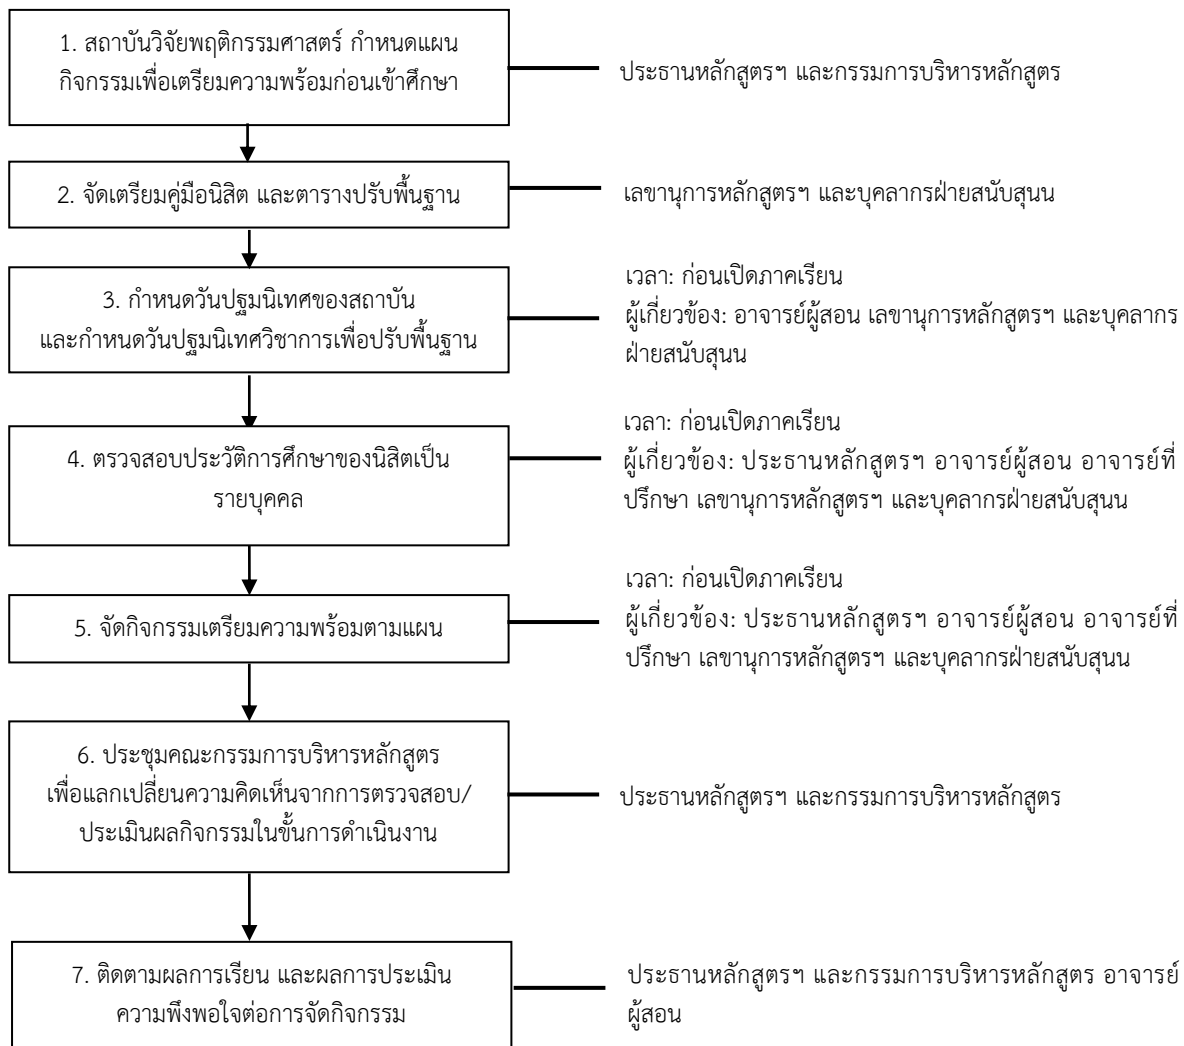 1. สถาบันวิจัยพฤติกรรมศาสตร์ กำหนดแผน
กิจกรรมเพื่อเตรียมความพร้อมก่อนเข้าศึกษา
ประธานหลักสูตรฯ และกรรมการบริหารหลักสูตร
2. จัดเตรียมคู่มือนิสิต และตารางปรับพื้นฐาน
เลขานุการหลักสูตรฯ และบุคลากรฝ่ายสนับสุนน
3. กำหนดวันปฐมนิเทศของสถาบัน
และกำหนดวันปฐมนิเทศวิชาการเพื่อปรับพื้นฐาน
เวลา: ก่อนเปิดภาคเรียน
ผู้เกี่ยวข้อง: อาจารย์ผู้สอน เลขานุการหลักสูตรฯ และบุคลากร
ฝ่ายสนับสุนน
4. ตรวจสอบประวัติการศึกษาของนิสิตเป็น
รายบุคคล
เวลา: ก่อนเปิดภาคเรียน
ผู้เกี่ยวข้อง: ประธานหลักสูตรฯ อาจารย์ผู้สอน อาจารย์ที่
ปรึกษา เลขานุการหลักสูตรฯ และบุคลากรฝ่ายสนับสุนน
5. จัดกิจกรรมเตรียมความพร้อมตามแผน
เวลา: ก่อนเปิดภาคเรียน
ผู้เกี่ยวข้อง: ประธานหลักสูตรฯ อาจารย์ผู้สอน อาจารย์ที่
ปรึกษา เลขานุการหลักสูตรฯ และบุคลากรฝ่ายสนับสุนน
6. ประชุมคณะกรรมการบริหารหลักสูตร
เพื่อแลกเปลี่ยนความคิดเห็นจากการตรวจสอบ/
ประเมินผลกิจกรรมในขั้นการดำเนินงาน
ประธานหลักสูตรฯ และกรรมการบริหารหลักสูตร
7. ติดตามผลการเรียน และผลการประเมิน
ความพึงพอใจต่อการจัดกิจกรรม
ประธานหลักสูตรฯ และกรรมการบริหารหลักสูตร อาจารย์
ผู้สอน